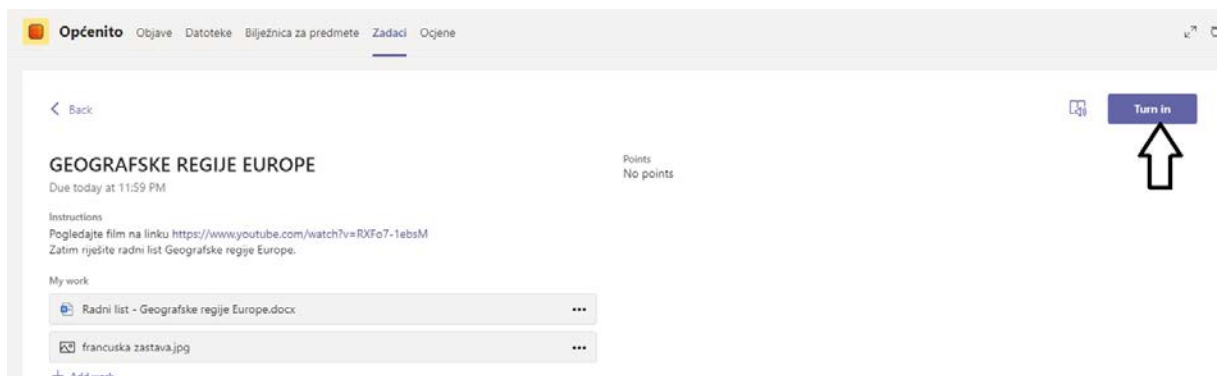 Općenito Objave Datoteke Bilježnica za predmete Zadaci Ocjene
Back
Turn in
GEOGRAFSKE REGIJE EUROPE
Due today at 11:59 PM
Points
No points
Instructions
Pogledajte film na linku https://www.youtube.com/watch?v=RXFo7-1ebsM
Zatim riješite radni list Geografske regije Europe.
My work
Radni list - Geografske regije Europe.docx
francuska zastava.jpg
+ Add work